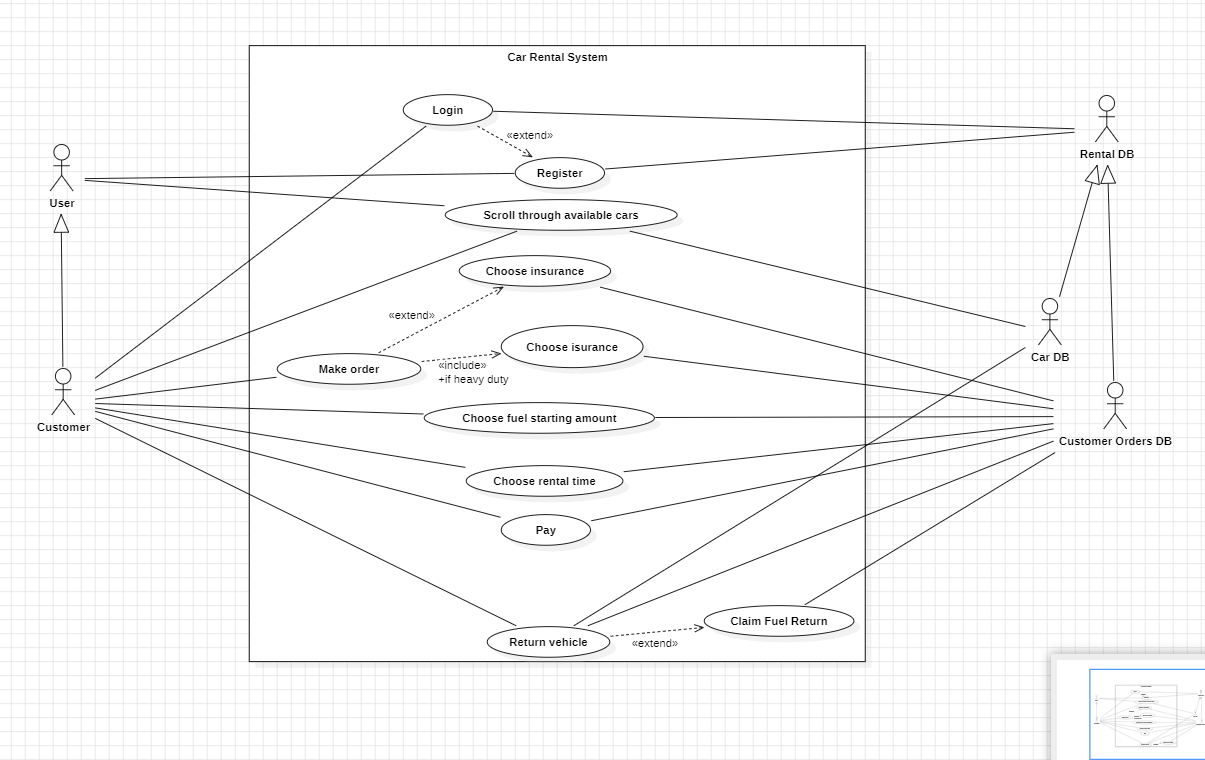 Car Rental System
Login
«extend»
Rental DB
Register
User
Scroll through available cars
Choose insurance
«extend»
Choose isurance
Car DB
Make order
«include»
+if heavy duty
Choose fuel starting amount
Customer
Customer Orders DB
Choose rental time
Pay
Claim Fuel Return
Return vehicle
«extend»